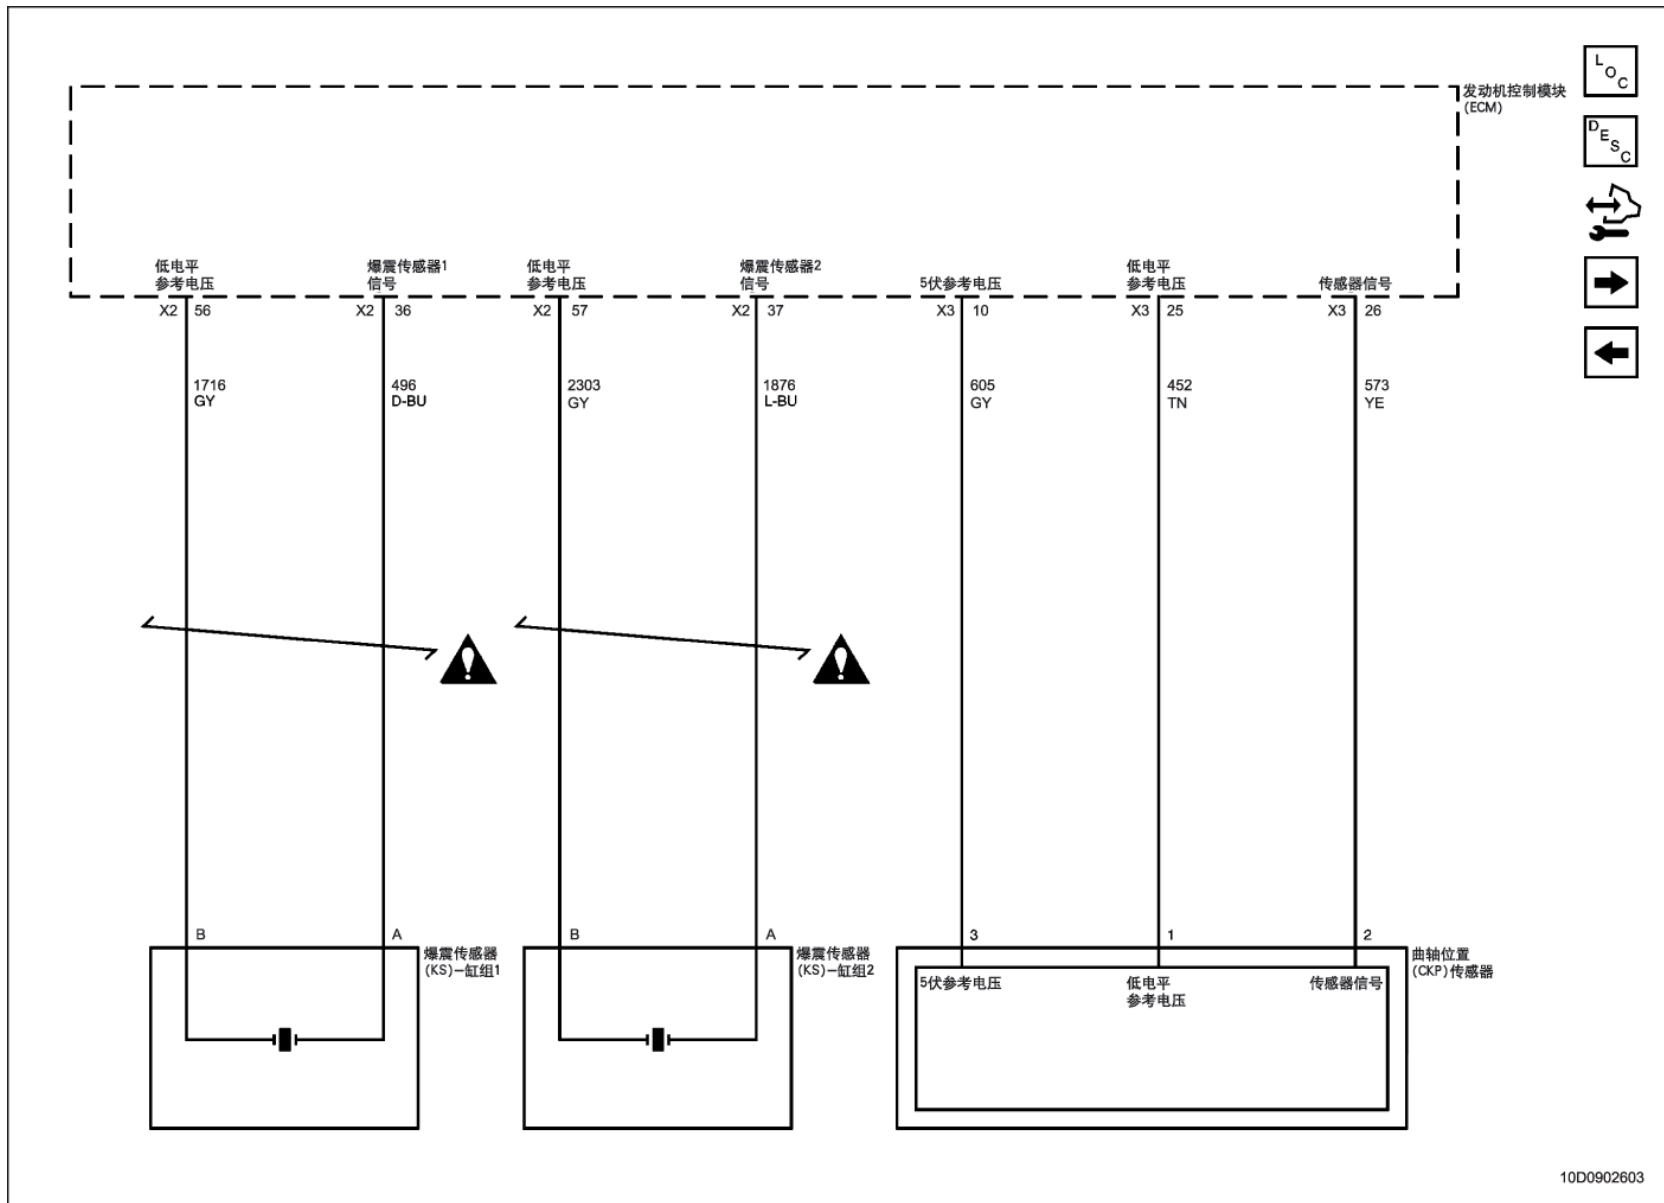 LOC
发动机控制模块
(ECM)
DESC
低电平
参考电压
爆震传感器1
信号
低电平
参考电压
爆震传感器2
信号
5伏参考电压
低电平
参考电压
传感器信号
X2 56
X2 36
X2 57
X2 37
X3 10
X3 25
X3 26
1716
GY
496
D-BU
2303
GY
1876
L-BU
605
GY
452
TN
573
YE
B
A
爆震传感器
(KS)-缸组1
B
A
爆震传感器
(KS)-缸组2
3
1
2
曲轴位置
(CKP)传感器
5伏参考电压
低电平
参考电压
传感器信号
10D0902603